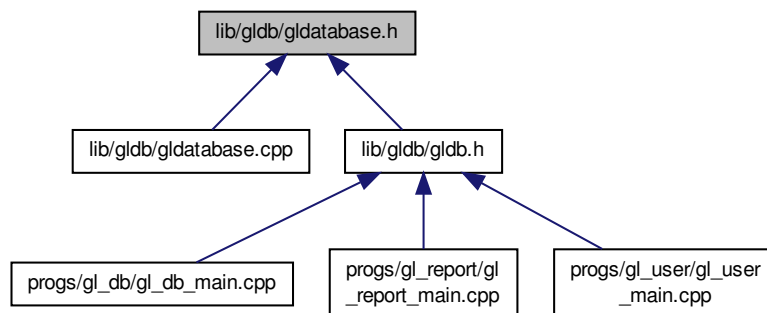 lib/gldb/gldatabase.h
lib/gldb/gldatabase.cpp
lib/gldb/gldb.h
progs/gl_db/gl_db_main.cpp
progs/gl_report/gl
_report_main.cpp
progs/gl_user/gl_user
_main.cpp